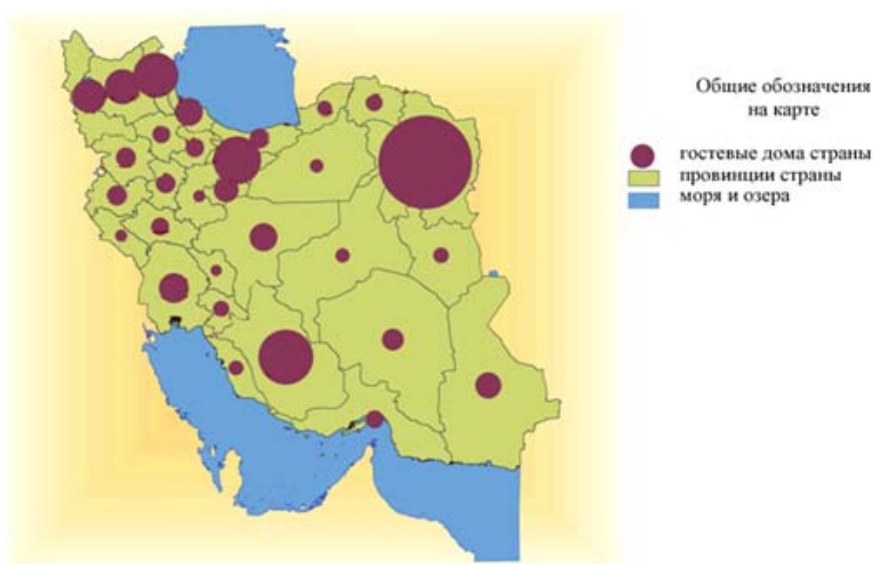 Общие обозначения
на карте
гостевые дома страны
провинции страны
моря и озера